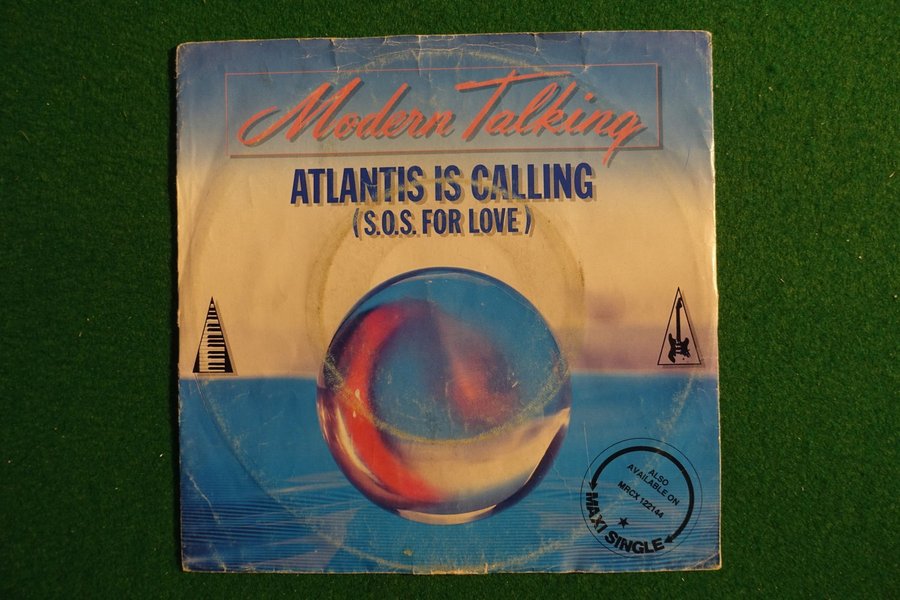 Modern Talking
ATLANTIS IS CALLING
(S.O.S. FOR LOVE)
ALSO
AVAILABLE ON
MRCX 122144
MAXI SINGLE